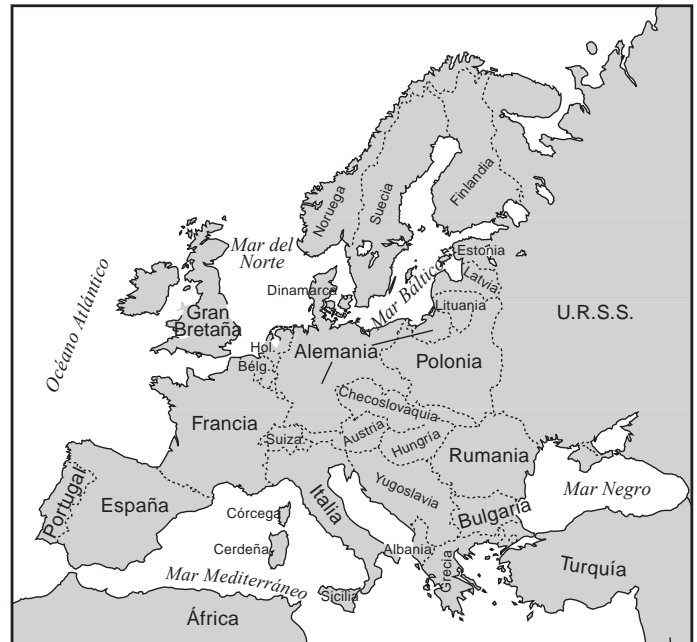 Noruega
Suecia
Finlandia
Mar del
Norte
Estonia
Latvia
Mar Báltico
Dinamarca
Lituania
Océano Atlántico
Gran
Bretaña
U.R.S.S.
Hol.
Alemania
Bélg.
Polonia
Checoslovaquia
Francia
Suiza
Austria
Hungría
Rumania
Portugal
España
Italia
Yugoslavia
Mar Negro
Córcega
Bulgaria
Cerdeña
Albania
Grecia
Turquía
Mar Mediterráneo
Sicilia
África